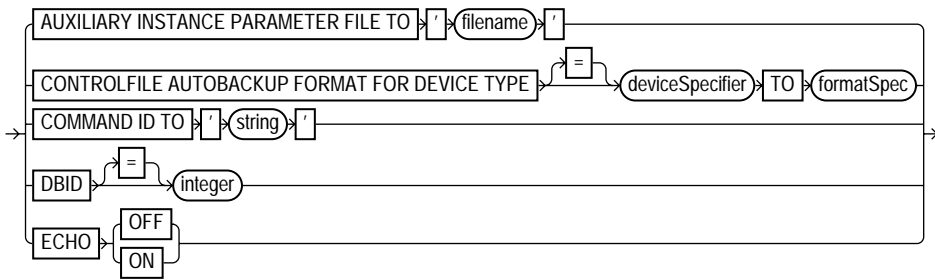 AUXILIARY INSTANCE PARAMETER FILE TO ' filename '
=
CONTROLFILE AUTOBACKUP FORMAT FOR DEVICE TYPE deviceSpecifier TO formatSpec
COMMAND ID TO ' string '
=
DBID integer
OFF
ECHO
ON